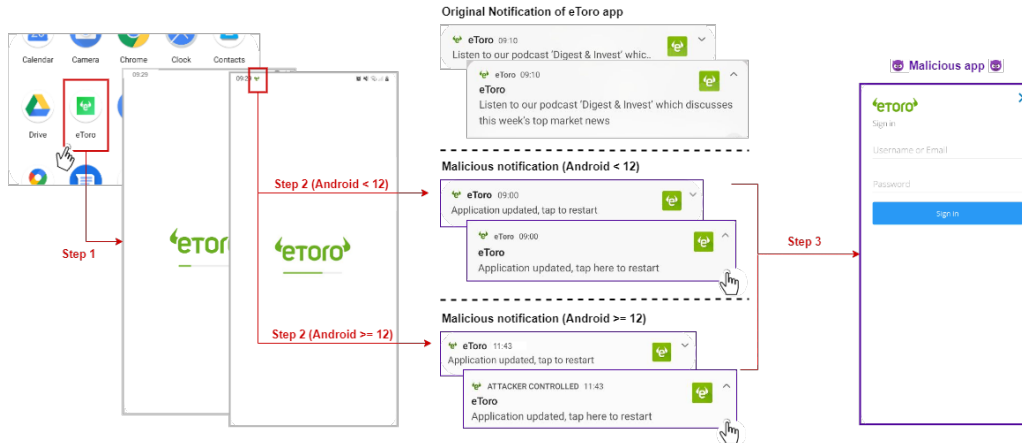 Original Notification of eToro app
eToro 09:10
Listen to our podcast 'Digest & Invest' whic..
eToro 09:10
eToro
Listen to our podcast 'Digest & Invest' which discusses
this week's top market news
Calendar
Camera
Chrome
Clock
Contacts
Drive
eToro
Step 1
09:29
eTor
09:29
eToro
Step 2 (Android < 12)
Step 2 (Android >= 12)
Malicious notification (Android < 12)
eToro 09:00
Application updated, tap to restart
eToro 09:00
eToro
Application updated, tap here to restart
Malicious notification (Android >= 12)
eToro 11:43
Application updated, tap to restart
ATTACKER CONTROLLED 11:43
eToro
Application updated, tap here to restart
Step 3
Malicious app
eToro
Sign in
Username or Email
Password
Sign in